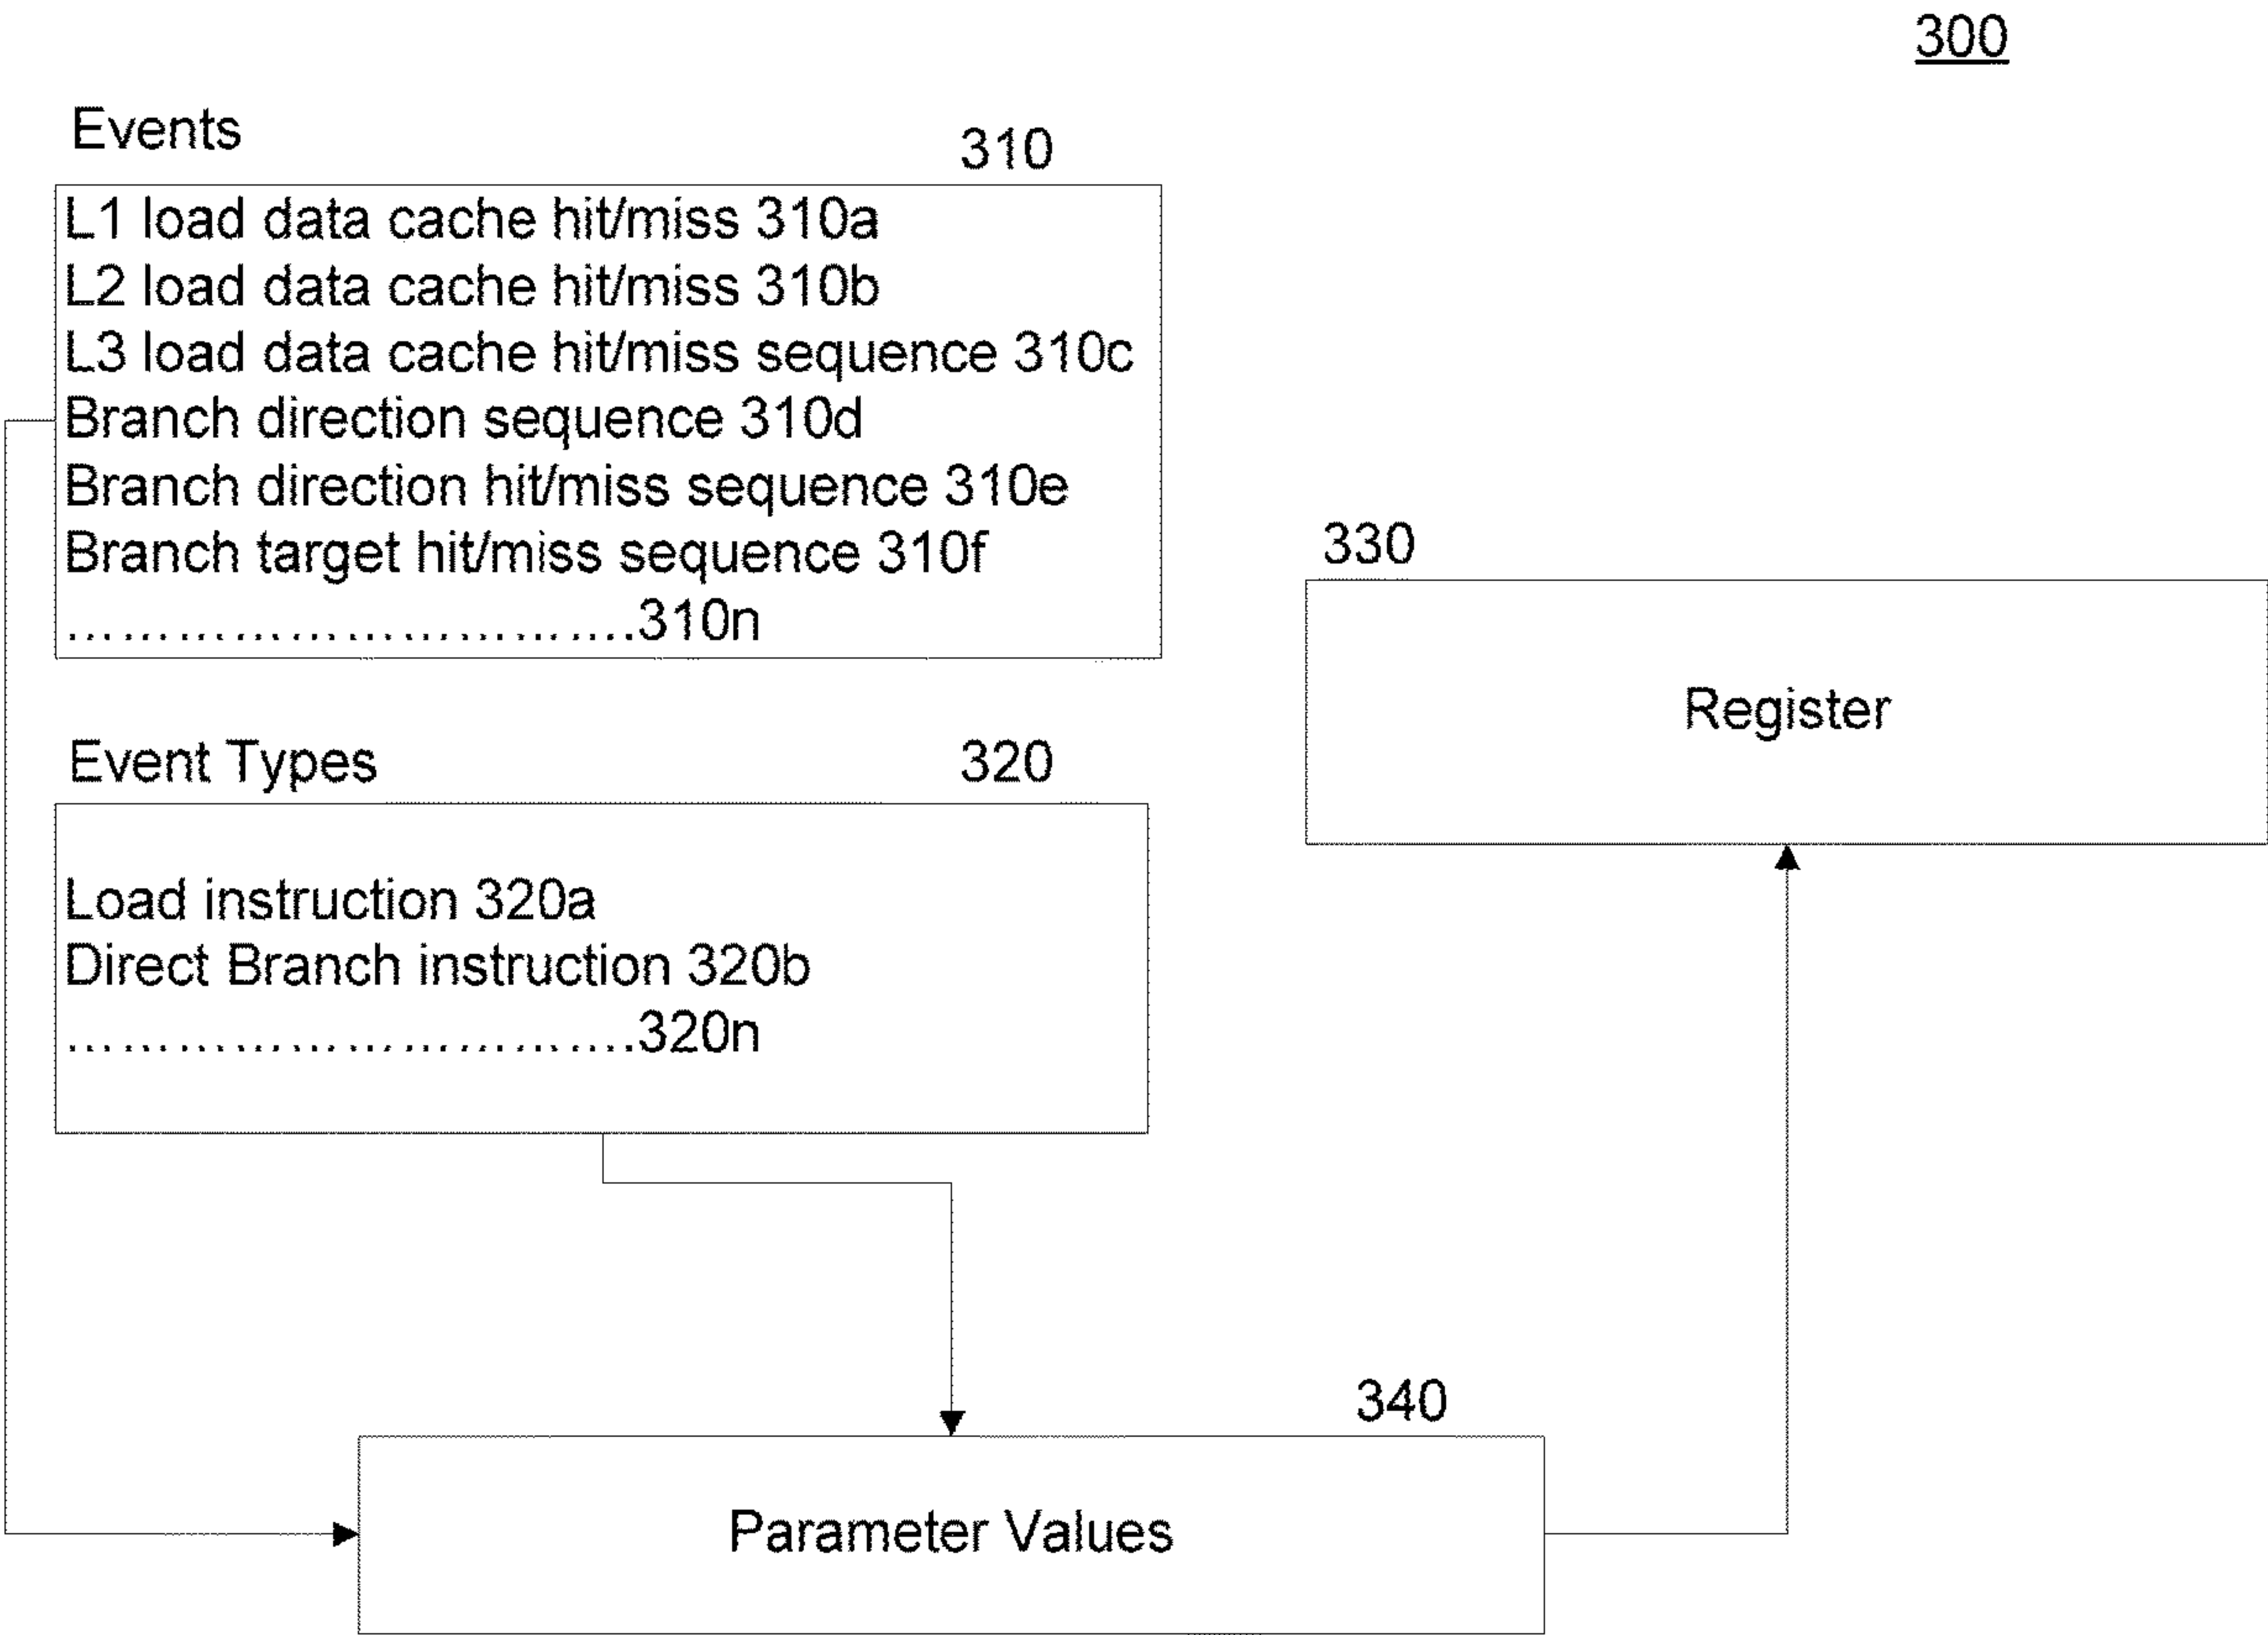 300
Events
310
L1 load data cache hit/miss 310a
L2 load data cache hit/miss 310b
L3 load data cache hit/miss sequence 310c
Branch direction sequence 310d
Branch direction hit/miss sequence 310e
Branch target hit/miss sequence 310f
................................310n
330
Register
Event Types
320
Load instruction 320a
Direct Branch instruction 320b
................................320n
340
Parameter Values